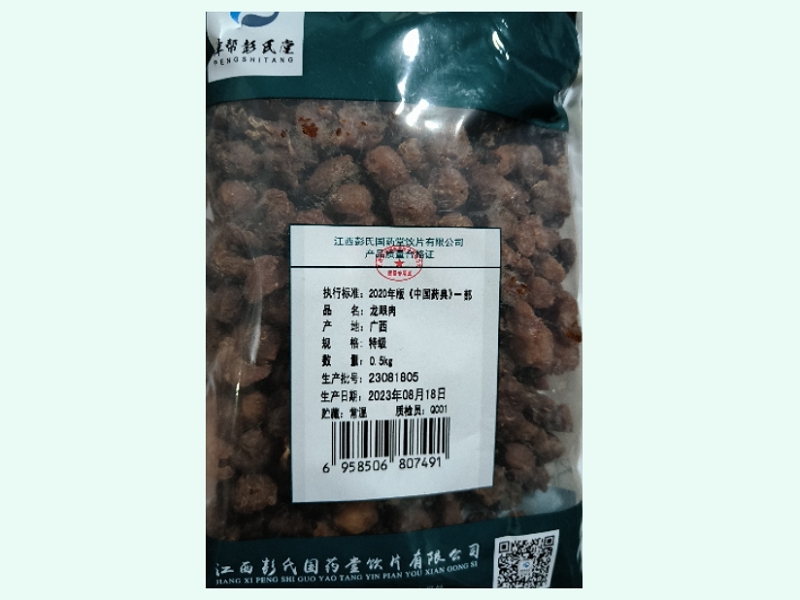 彭氏堂
PENGSHITANG
江西彭氏国药堂饮片有限公司
产品质量合格证
执行标准：2020年版《中国药典》一部
品　　名：龙眼肉
产　　地：广西
规　　格：特级
数　　量：0.5kg
生产批号：23081805
生产日期：2023年08月18日
贮藏：常温　　质检员：QC01
6 958506 807491
江西彭氏国药堂饮片有限公司
JIANG XI PENG SHI GUO YAO TANG YIN PIAN YOU XIAN GONG SI